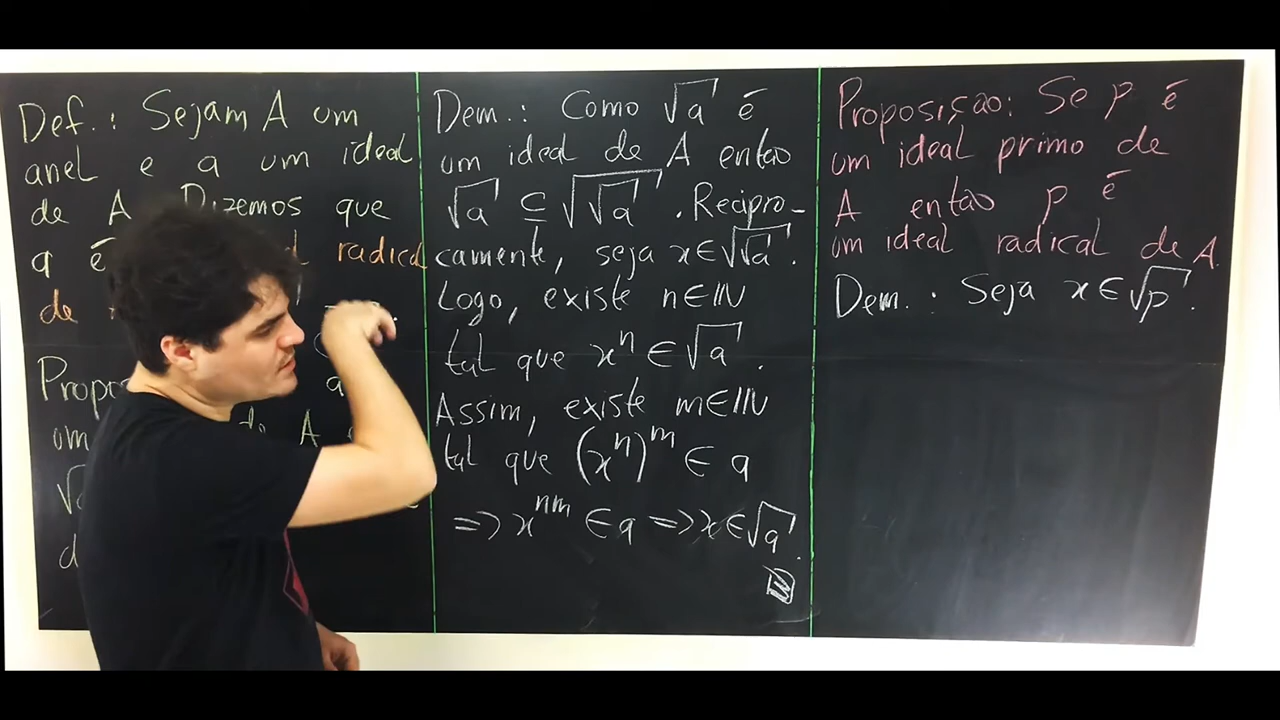 Def.: Sejam A um
anel e a um ideal
de A. Dizemos que
a é radical
de
Propo
um de A
√a
d
Dem.: Como √a é
um ideal de A então
√a ⊆ √√a. Recipro-
camente, seja x ∈ √√a.
Logo, existe n ∈ ℕ
tal que xⁿ ∈ √a.
Assim, existe m ∈ ℕ
tal que (xⁿ)ᵐ ∈ a
=> xⁿᵐ ∈ a => x ∈ √a.
Proposição: Se p é
um ideal primo de
A então p é
um ideal radical de A.
Dem.: Seja x ∈ √p.